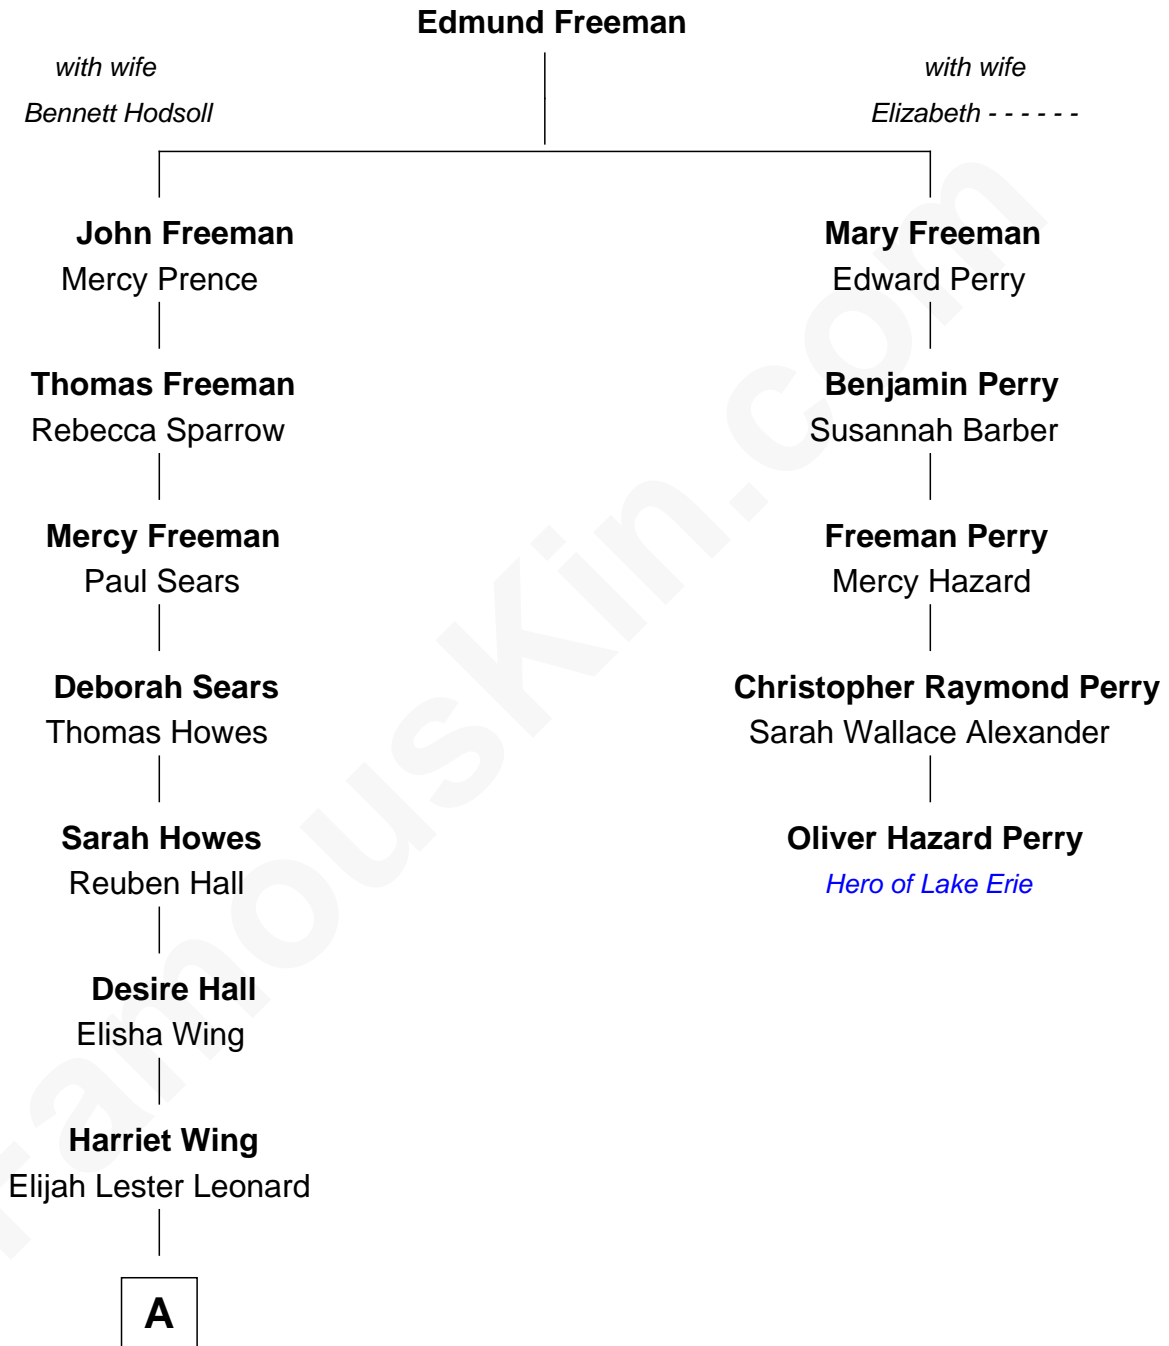 Edmund Freeman
with wife
Bennett Hodsoll
with wife
Elizabeth - - - - - -
John Freeman
Mercy Prence
Mary Freeman
Edward Perry
Thomas Freeman
Rebecca Sparrow
Benjamin Perry
Susannah Barber
Mercy Freeman
Paul Sears
Freeman Perry
Mercy Hazard
Deborah Sears
Thomas Howes
Christopher Raymond Perry
Sarah Wallace Alexander
Sarah Howes
Reuben Hall
Oliver Hazard Perry
Hero of Lake Erie
Desire Hall
Elisha Wing
Harriet Wing
Elijah Lester Leonard
A
FamousKin.com